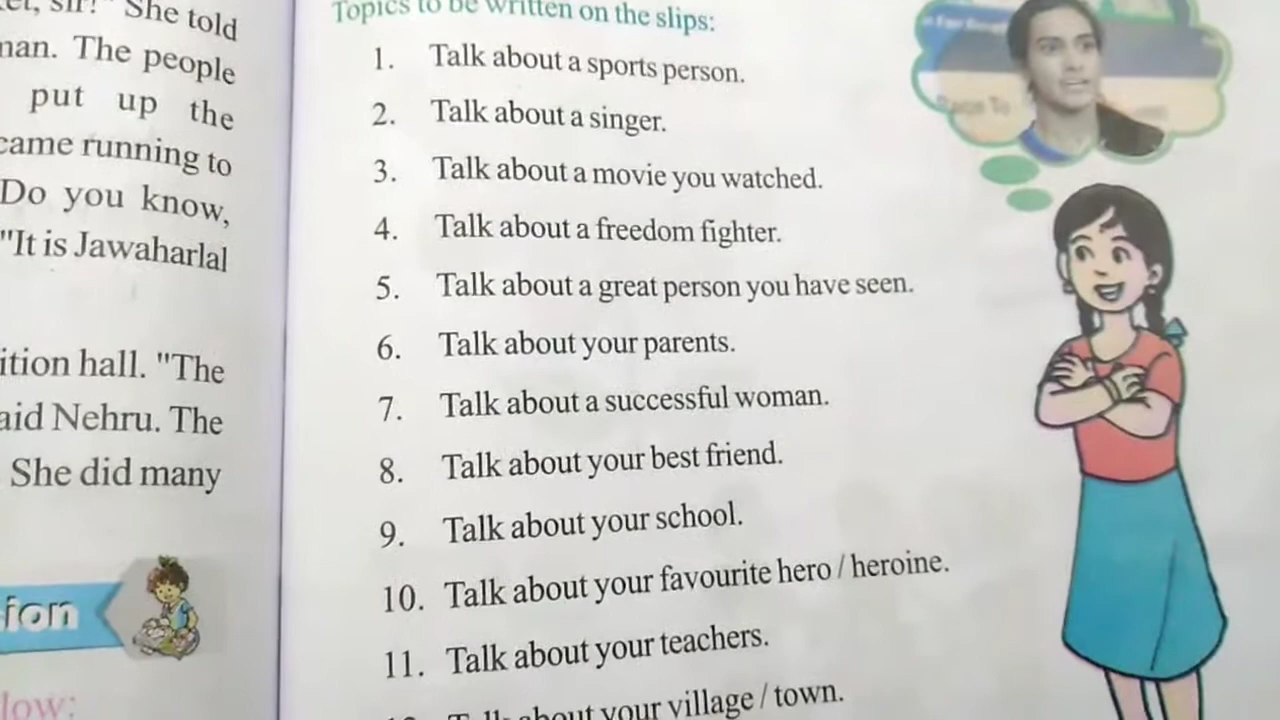 sir!" She told
man. The people
put up the
came running to
Do you know,
"It is Jawaharlal
ition hall. "The
aid Nehru. The
She did many
ion
low:
Topics to be written on the slips:
1. Talk about a sports person.
2. Talk about a singer.
3. Talk about a movie you watched.
4. Talk about a freedom fighter.
5. Talk about a great person you have seen.
6. Talk about your parents.
7. Talk about a successful woman.
8. Talk about your best friend.
9. Talk about your school.
10. Talk about your favourite hero / heroine.
11. Talk about your teachers.
12. Talk about your village / town.